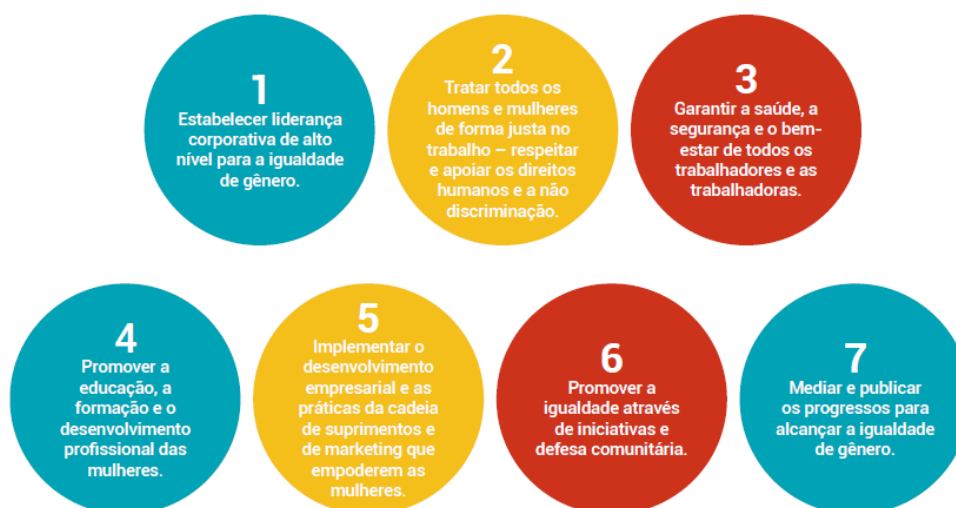 1
Estabelecer liderança
corporativa de alto
nível para a igualdade
de gênero.
2
Tratar todos os
homens e mulheres
de forma justa no
trabalho – respeitar
e apoiar os direitos
humanos e a não
discriminação.
3
Garantir a saúde, a
segurança e o bem-
estar de todos os
trabalhadores e as
trabalhadoras.
4
Promover a
educação, a
formação e o
desenvolvimento
profissional das
mulheres.
5
Implementar o
desenvolvimento
empresarial e as
práticas da cadeia
de suprimentos e
de marketing que
empoderem as
mulheres.
6
Promover a
igualdade através
de iniciativas e
defesa comunitária.
7
Mediar e publicar
os progressos para
alcançar a igualdade
de gênero.